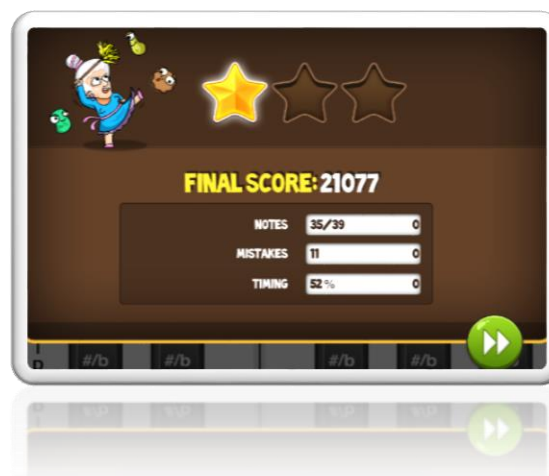 FINAL SCORE: 21077
NOTES 35/39 0
MISTAKES 11 0
TIMING 52 % 0
D #/b #/b #/b #/b